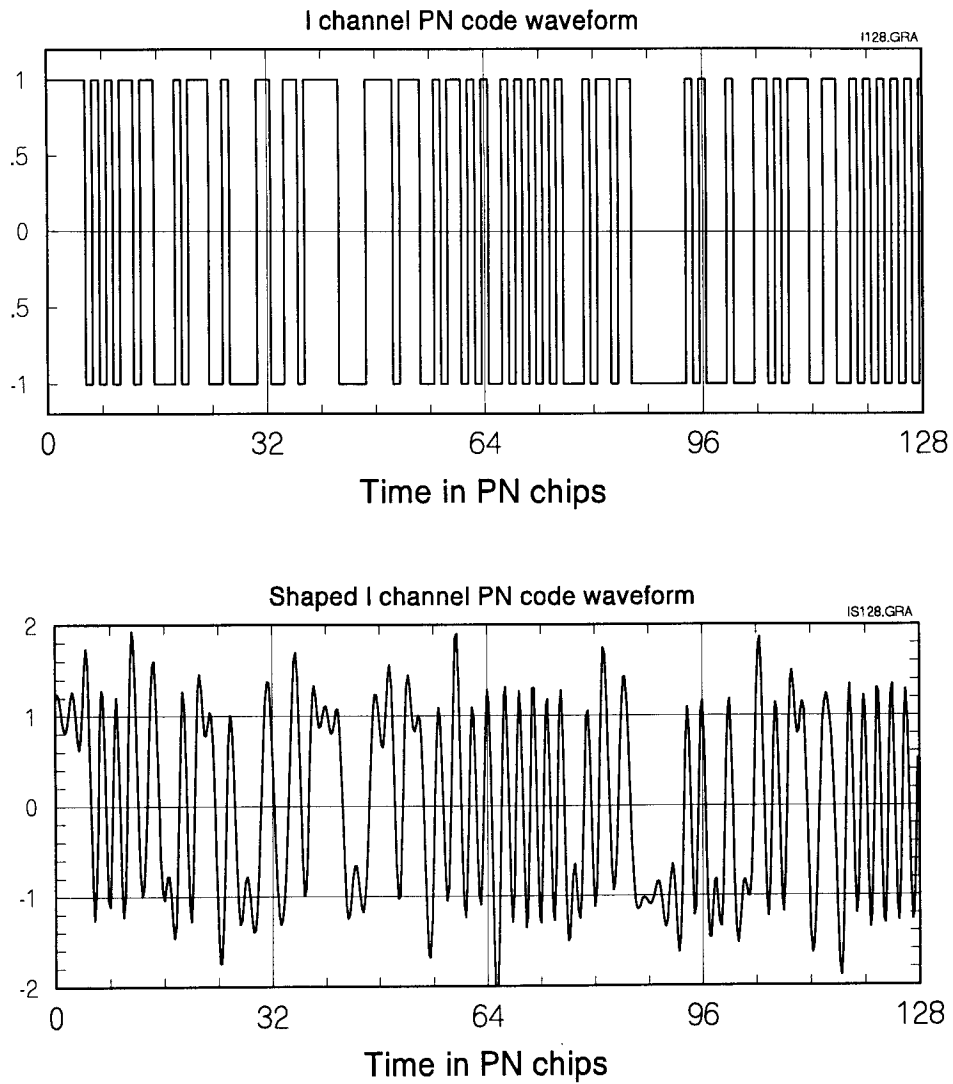 I channel PN code waveform
I128.GRA
1
.5
0
.5
-1
0 32 64 96 128
Time in PN chips
Shaped I channel PN code waveform
IS128.GRA
2
1
0
-1
-2
0 32 64 96 128
Time in PN chips